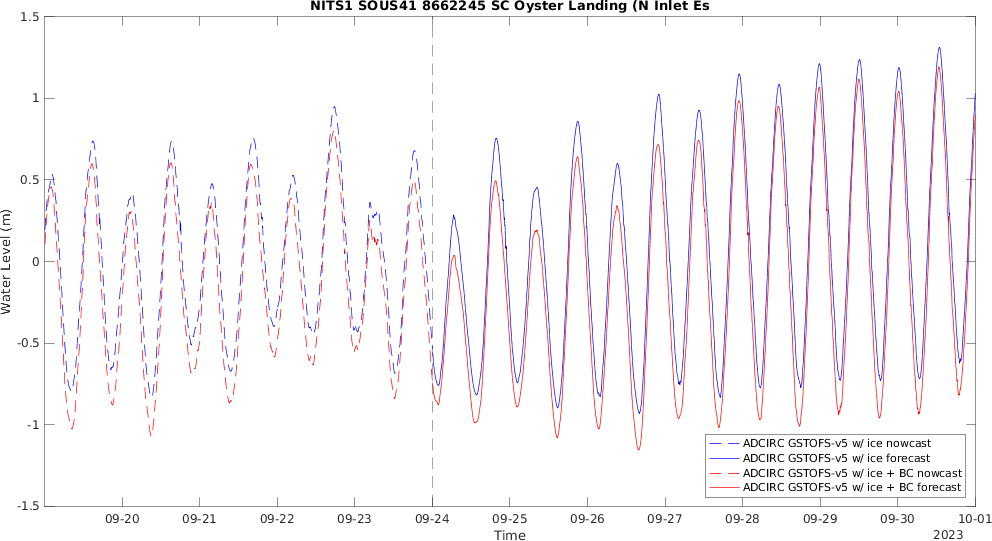 NITS1 SOUS41 8662245 SC Oyster Landing (N Inlet Es
Water Level (m)
1.5
1
0.5
0
-0.5
-1
-1.5
ADCIRC GSTOFS-v5 w/ ice nowcast
ADCIRC GSTOFS-v5 w/ ice forecast
ADCIRC GSTOFS-v5 w/ ice + BC nowcast
ADCIRC GSTOFS-v5 w/ ice + BC forecast
09-20 09-21 09-22 09-23 09-24 09-25 09-26 09-27 09-28 09-29 09-30 10-01
Time
2023